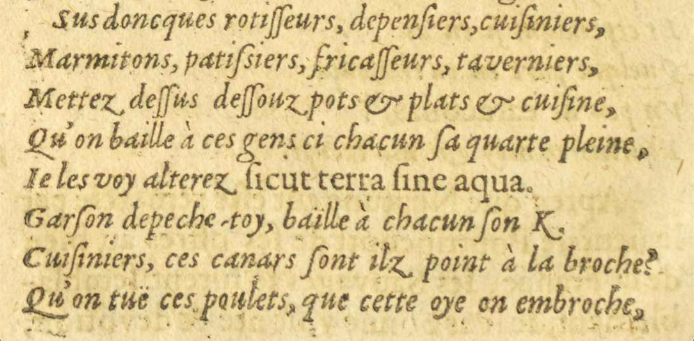 Sus doncques rotiſſeurs, depenſiers, cuiſiniers,
Marmitons, patiſsiers, fricaſſeurs, taverniers,
Mettez deſſus deſſouz pots & plats & cuiſine,
Qu'on baille à ces gens ci chacun ſa quarte pleine,
Ie les voy alterez ſicut terra ſine aqua.
Garſon depeche-toy, baille à chacun ſon K.
Cuiſiniers, ces canars ſont ilz point à la broche?
Qu'on tuë ces poulets, que cette oye on embroche,